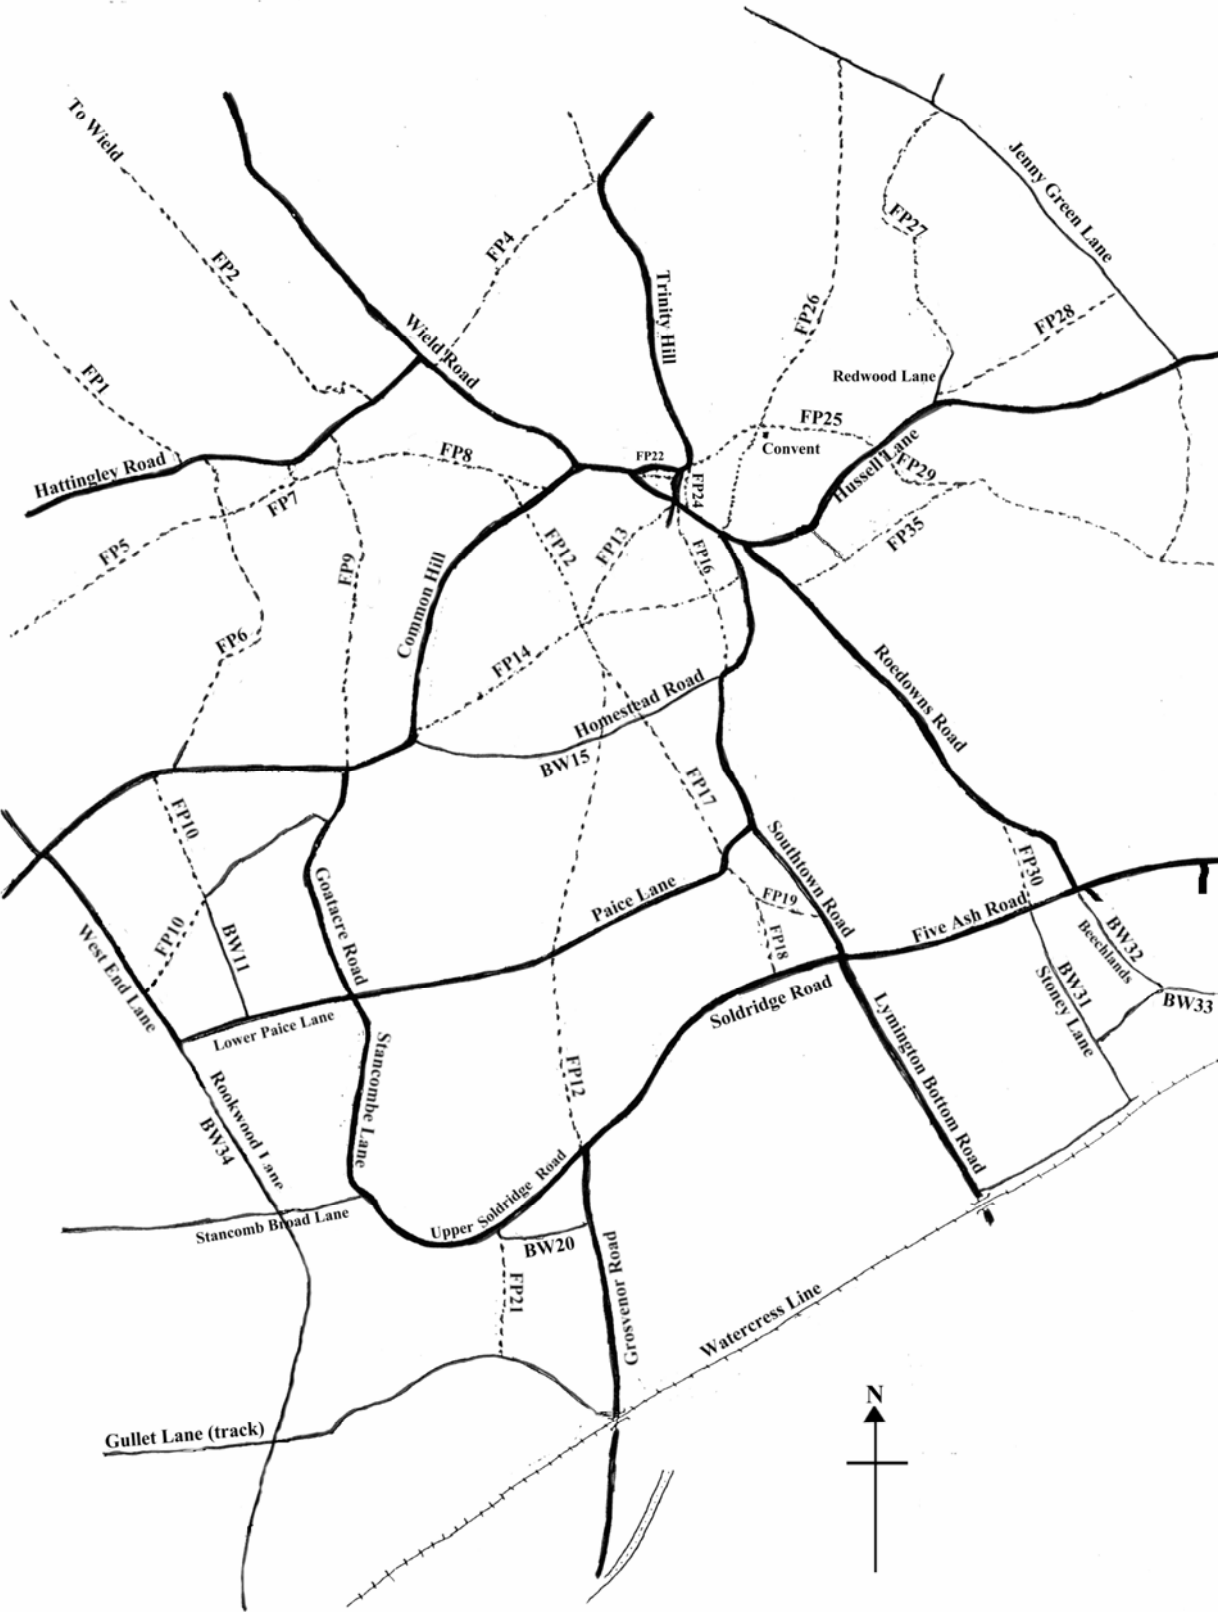 To Wield
Jenny Green Lane
FP27
FP4
FP2
Trinity Hill
FP26
FP28
Wield Road
FP1
Redwood Lane
FP25
Convent
Hussell Lane
FP22
FP8
FP29
Hattingley Road
FP24
FP7
FP35
FP5
FP12
FP13
FP16
FP9
Common Hill
FP6
FP14
Homestead Road
Roedowns Road
BW15
FP17
FP10
Southtown Road
FP30
Goatacre Road
Paice Lane
FP19
Five Ash Road
FP10
BW11
FP18
BW32
Beechlands
West End Lane
BW31
Stoney Lane
BW33
Soldridge Road
Lower Paice Lane
Lymington Bottom Road
Stancombe Lane
FP12
Rookwood Lane
BW34
Stancomb Broad Lane
Upper Soldridge Road
BW20
FP21
Grosvenor Road
Watercress Line
Gullet Lane (track)
N